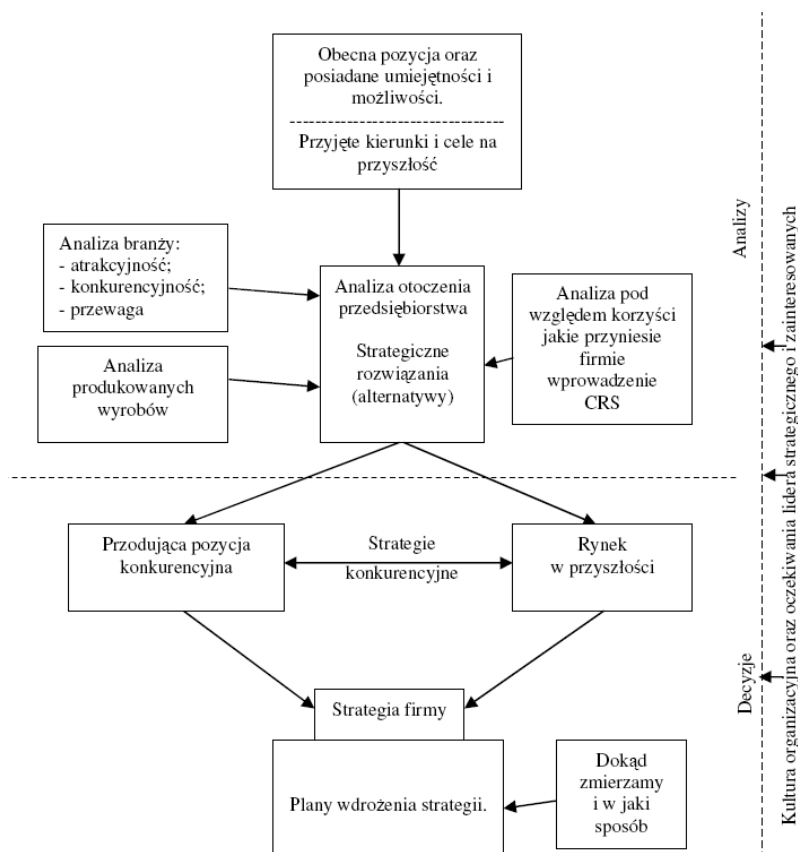 Obecna pozycja oraz
posiadane umiejętności i
możliwości.
Przyjęte kierunki i cele na
przyszłość
Analiza branży:
- atrakcyjność;
- konkurencyjność;
- przewaga
Analiza
produkowanych
wyrobów
Analiza otoczenia
przedsiębiorstwa
Strategiczne
rozwiązania
(alternatywy)
Analiza pod
względem korzyści
jakie przyniesie
firmie
wprowadzenie
CRS
Przodująca pozycja
konkurencyjna
Strategie
konkurencyjne
Rynek
w przyszłości
Strategia firmy
Plany wdrożenia strategii.
Dokąd
zmierzamy
i w jaki
sposób
Analizy
Decyzje
Kultura organizacyjna oraz oczekiwania lidera strategicznego i zainteresowanych